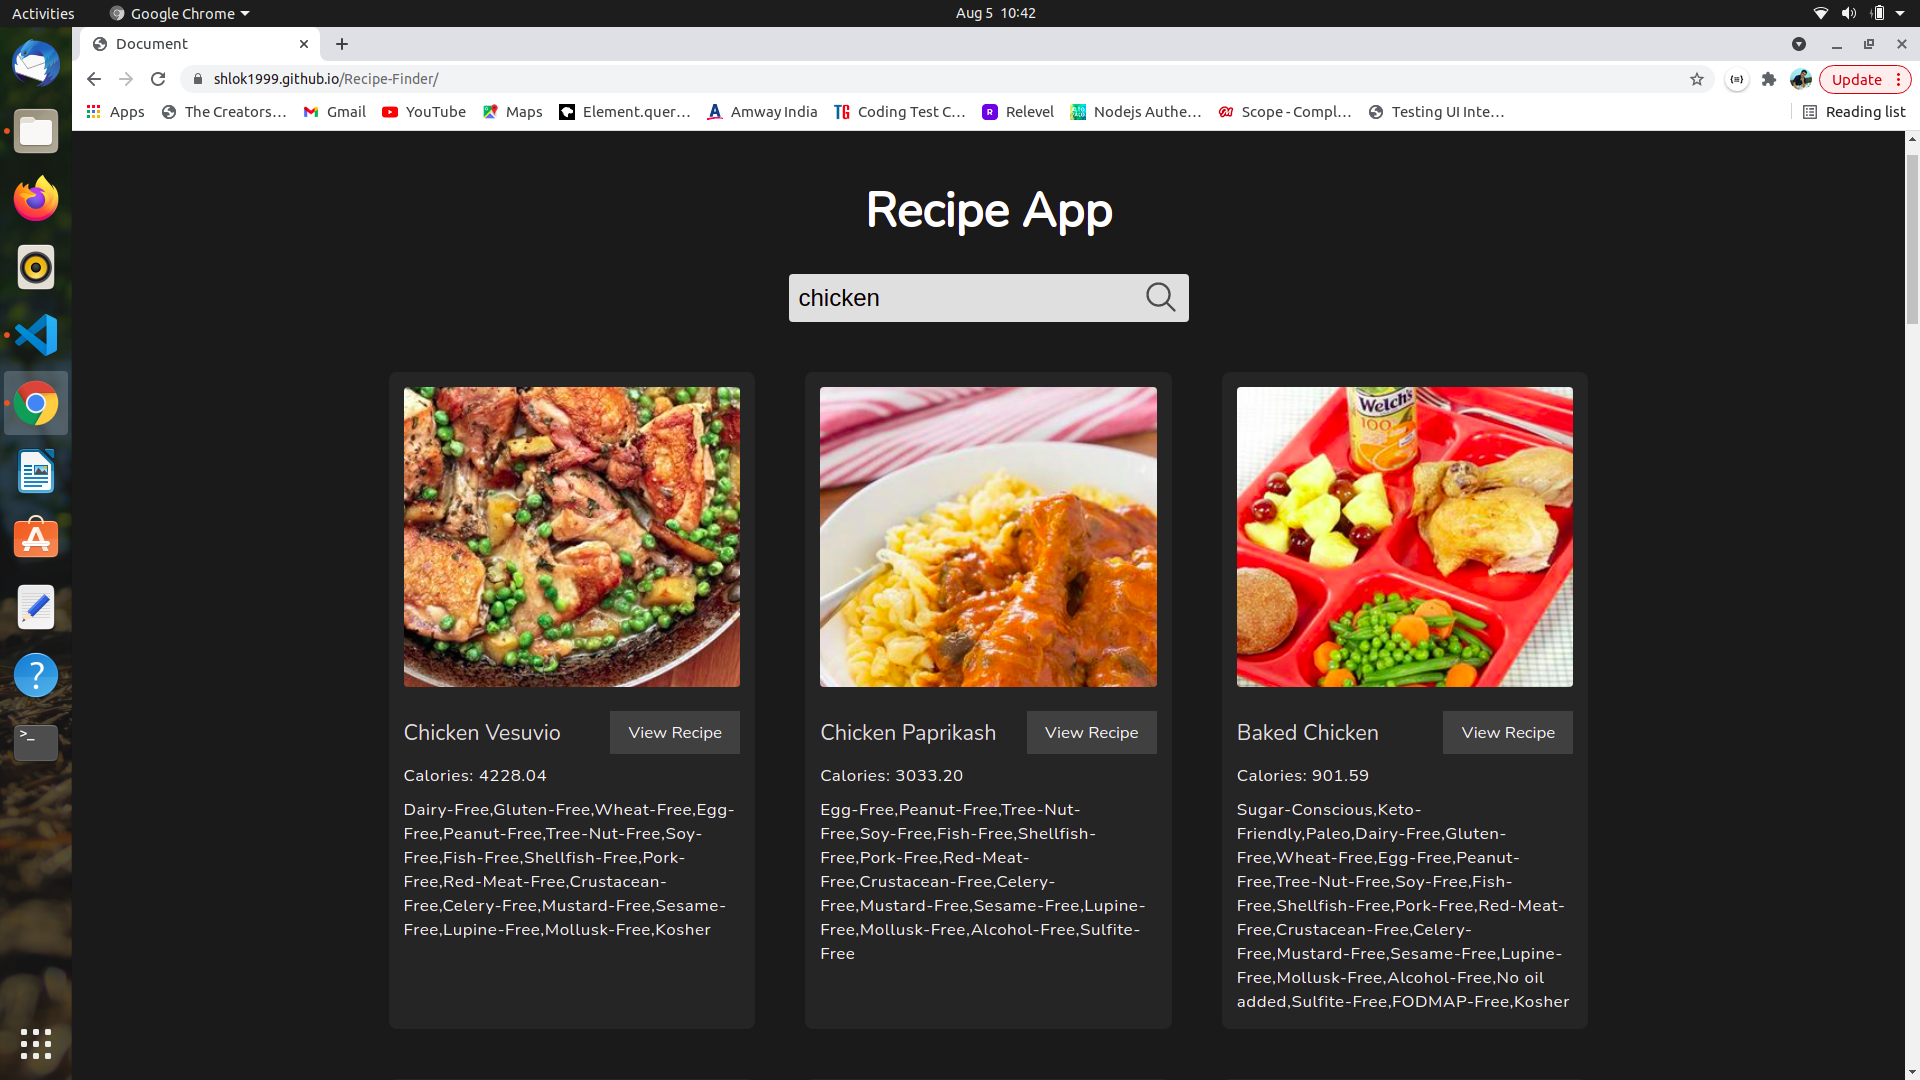 Activities
Google Chrome
Aug 5 10:42
Document
shlok1999.github.io/Recipe-Finder/
Update
Apps
The Creators…
Gmail
YouTube
Maps
Element.quer…
Amway India
TG Coding Test C…
R Relevel
Nodejs Authe…
Scope - Compl…
Testing UI Inte…
Reading list
Recipe App
chicken
Welch's
100
Chicken Vesuvio
View Recipe
Calories: 4228.04
Dairy-Free,Gluten-Free,Wheat-Free,Egg-
Free,Peanut-Free,Tree-Nut-Free,Soy-
Free,Fish-Free,Shellfish-Free,Pork-
Free,Red-Meat-Free,Crustacean-
Free,Celery-Free,Mustard-Free,Sesame-
Free,Lupine-Free,Mollusk-Free,Kosher
Chicken Paprikash
View Recipe
Calories: 3033.20
Egg-Free,Peanut-Free,Tree-Nut-
Free,Soy-Free,Fish-Free,Shellfish-
Free,Pork-Free,Red-Meat-
Free,Crustacean-Free,Celery-
Free,Mustard-Free,Sesame-Free,Lupine-
Free,Mollusk-Free,Alcohol-Free,Sulfite-
Free
Baked Chicken
View Recipe
Calories: 901.59
Sugar-Conscious,Keto-
Friendly,Paleo,Dairy-Free,Gluten-
Free,Wheat-Free,Egg-Free,Peanut-
Free,Tree-Nut-Free,Soy-Free,Fish-
Free,Shellfish-Free,Pork-Free,Red-Meat-
Free,Crustacean-Free,Celery-
Free,Mustard-Free,Sesame-Free,Lupine-
Free,Mollusk-Free,Alcohol-Free,No oil
added,Sulfite-Free,FODMAP-Free,Kosher